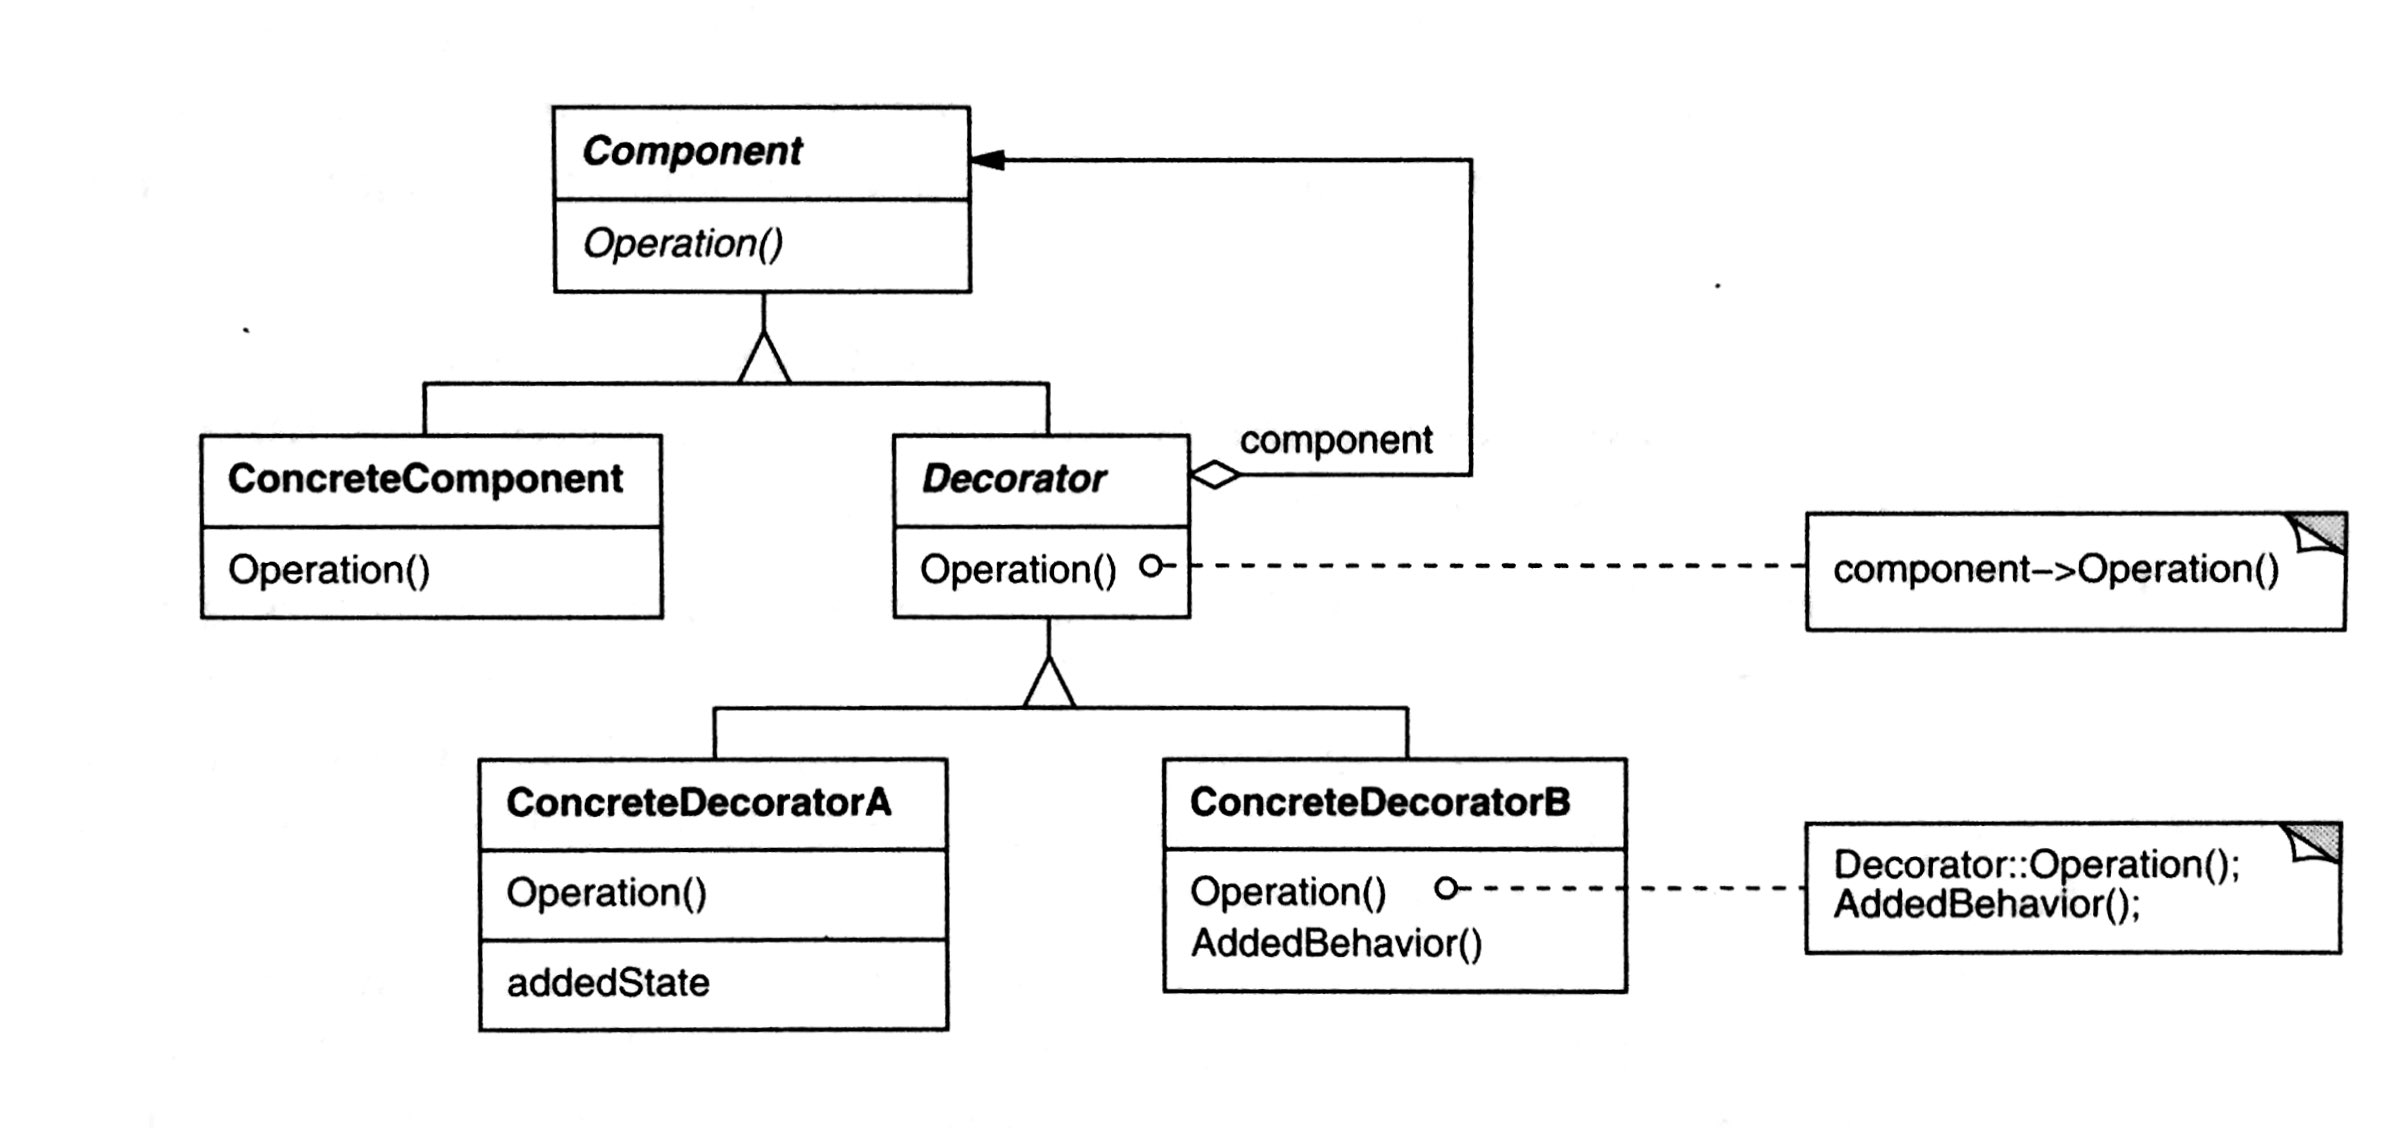 Component
Operation()
component
ConcreteComponent
Decorator
Operation()
Operation()
component–>Operation()
ConcreteDecoratorA
ConcreteDecoratorB
Operation()
addedState
Operation()
AddedBehavior()
Decorator::Operation();
AddedBehavior();